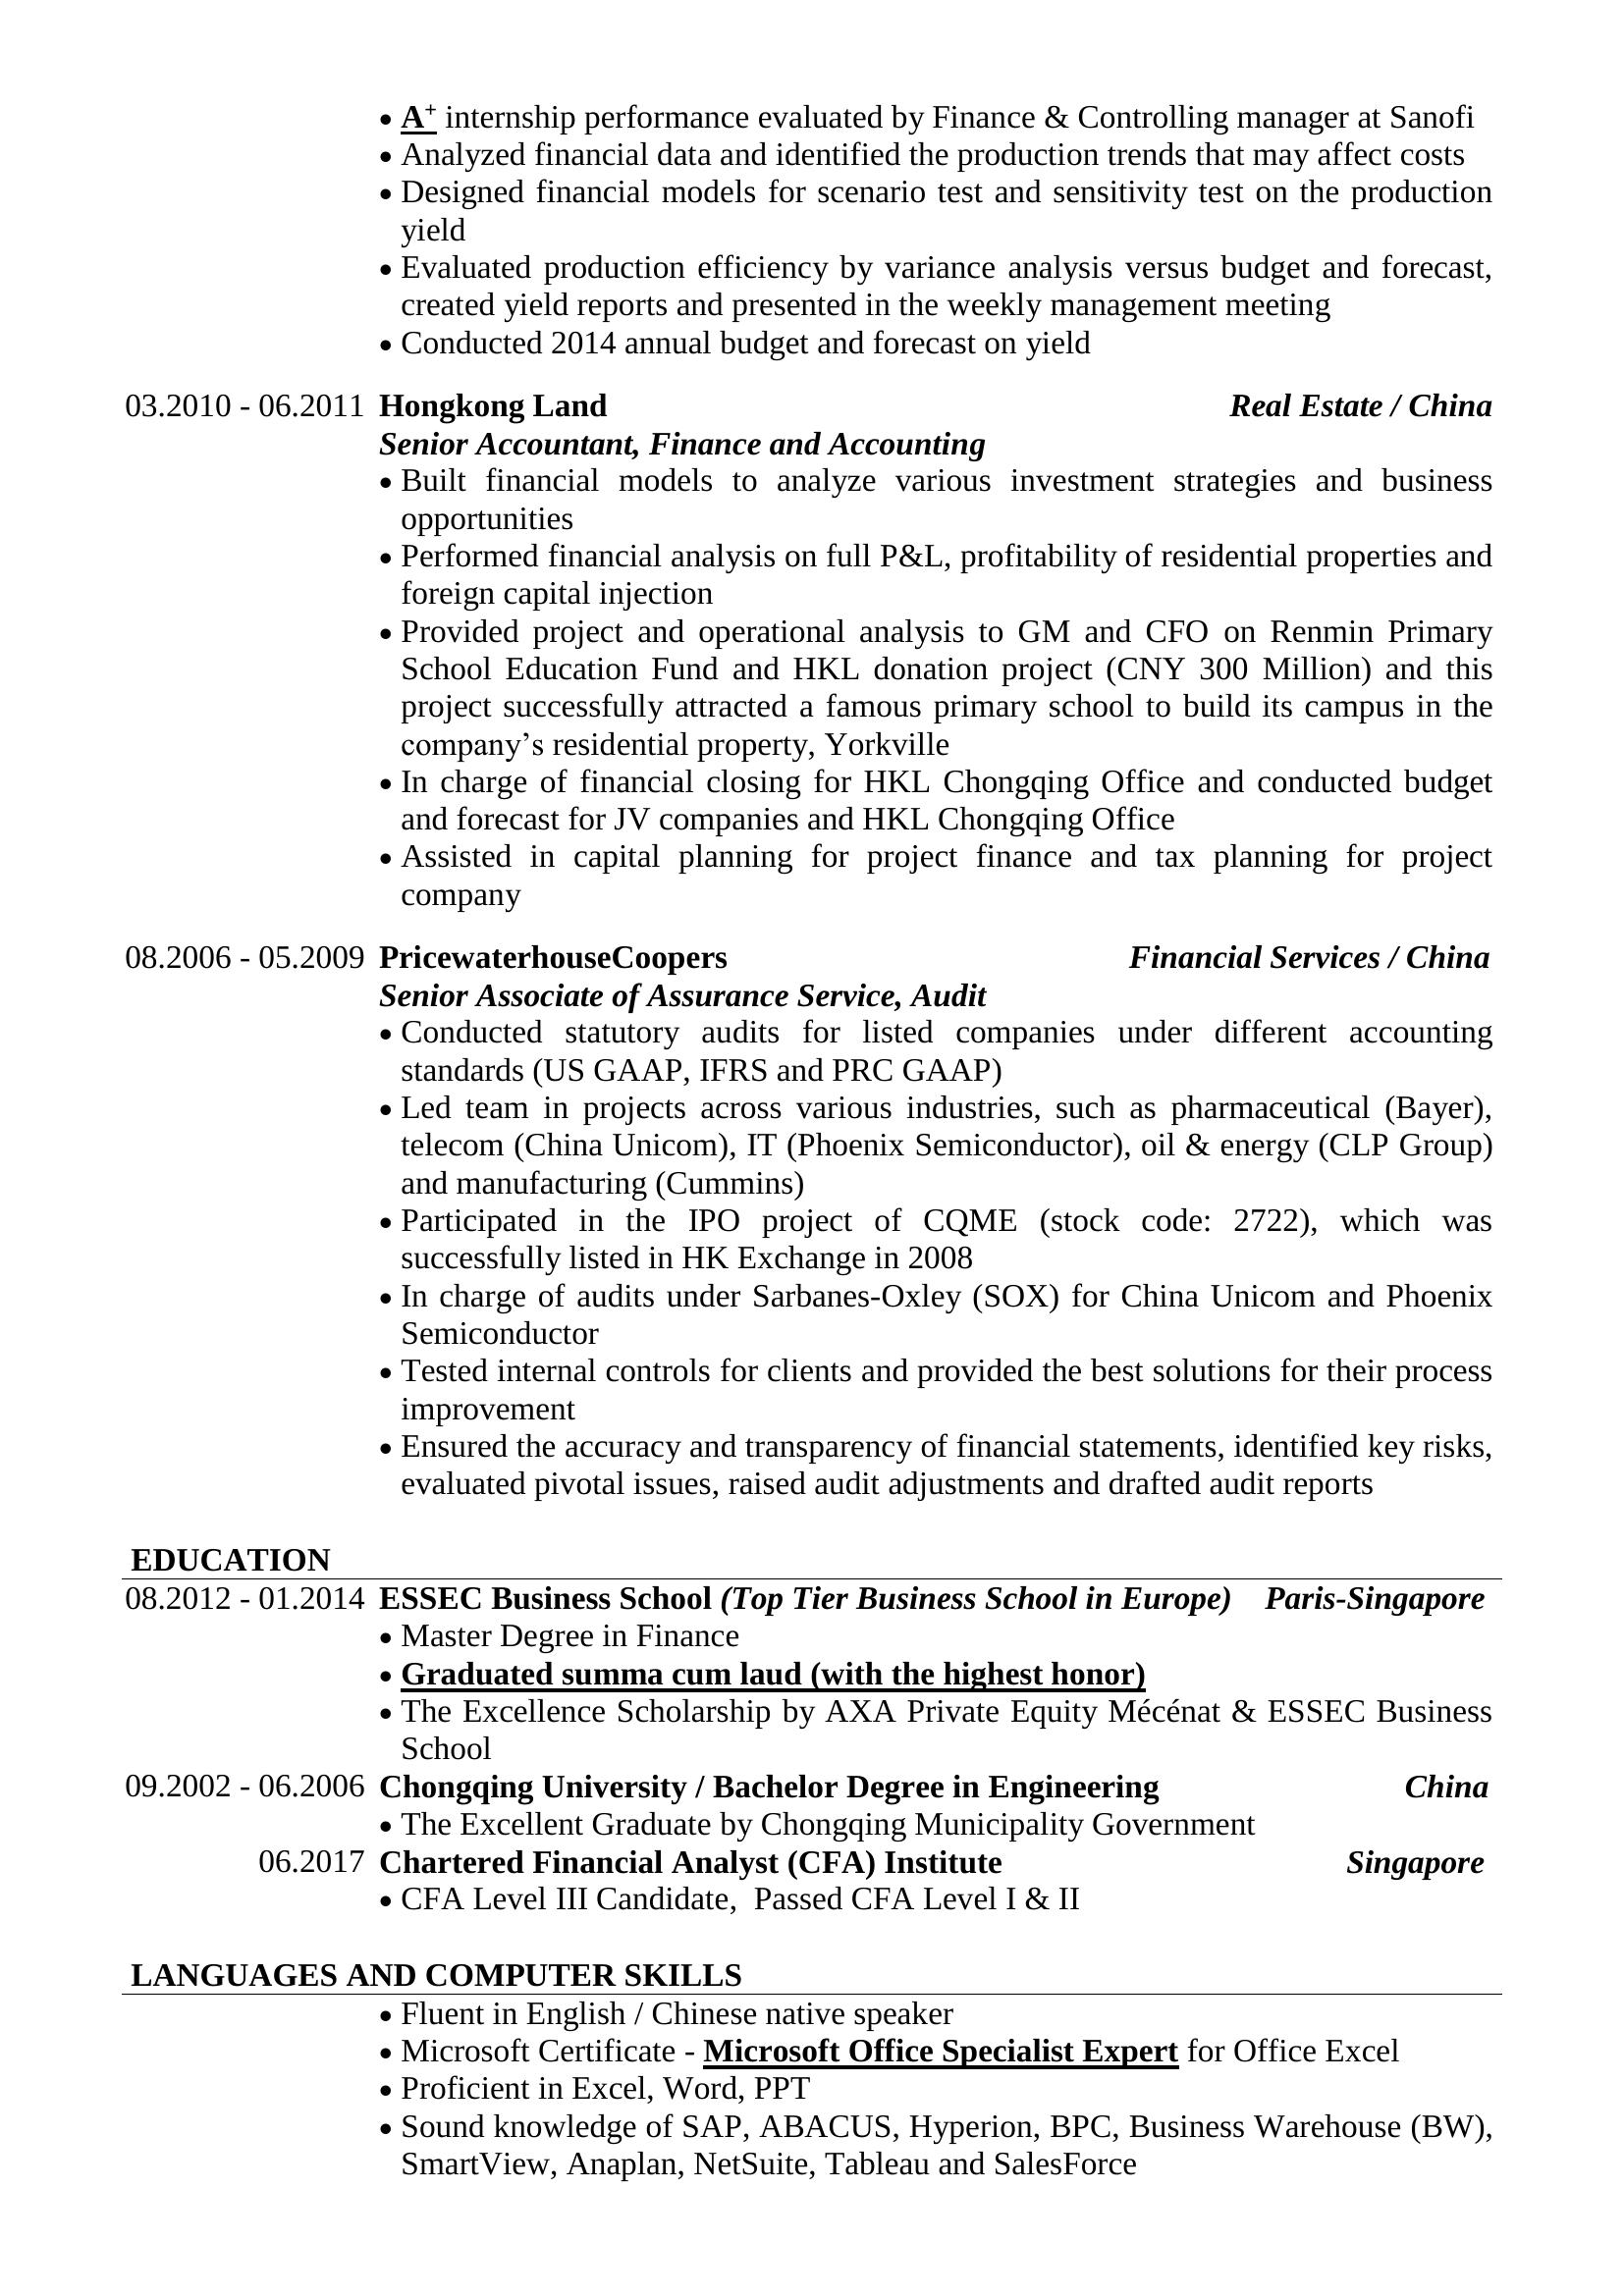 • A+ internship performance evaluated by Finance & Controlling manager at Sanofi
• Analyzed financial data and identified the production trends that may affect costs
• Designed financial models for scenario test and sensitivity test on the production
yield
• Evaluated production efficiency by variance analysis versus budget and forecast,
created yield reports and presented in the weekly management meeting
• Conducted 2014 annual budget and forecast on yield
03.2010 - 06.2011 Hongkong Land Real Estate / China
Senior Accountant, Finance and Accounting
• Built financial models to analyze various investment strategies and business
opportunities
• Performed financial analysis on full P&L, profitability of residential properties and
foreign capital injection
• Provided project and operational analysis to GM and CFO on Renmin Primary
School Education Fund and HKL donation project (CNY 300 Million) and this
project successfully attracted a famous primary school to build its campus in the
company’s residential property, Yorkville
• In charge of financial closing for HKL Chongqing Office and conducted budget
and forecast for JV companies and HKL Chongqing Office
• Assisted in capital planning for project finance and tax planning for project
company
08.2006 - 05.2009 PricewaterhouseCoopers Financial Services / China
Senior Associate of Assurance Service, Audit
• Conducted statutory audits for listed companies under different accounting
standards (US GAAP, IFRS and PRC GAAP)
• Led team in projects across various industries, such as pharmaceutical (Bayer),
telecom (China Unicom), IT (Phoenix Semiconductor), oil & energy (CLP Group)
and manufacturing (Cummins)
• Participated in the IPO project of CQME (stock code: 2722), which was
successfully listed in HK Exchange in 2008
• In charge of audits under Sarbanes-Oxley (SOX) for China Unicom and Phoenix
Semiconductor
• Tested internal controls for clients and provided the best solutions for their process
improvement
• Ensured the accuracy and transparency of financial statements, identified key risks,
evaluated pivotal issues, raised audit adjustments and drafted audit reports
EDUCATION
08.2012 - 01.2014 ESSEC Business School (Top Tier Business School in Europe) Paris-Singapore
• Master Degree in Finance
• Graduated summa cum laud (with the highest honor)
• The Excellence Scholarship by AXA Private Equity Mécénat & ESSEC Business
School
09.2002 - 06.2006 Chongqing University / Bachelor Degree in Engineering China
• The Excellent Graduate by Chongqing Municipality Government
06.2017 Chartered Financial Analyst (CFA) Institute Singapore
• CFA Level III Candidate, Passed CFA Level I & II
LANGUAGES AND COMPUTER SKILLS
• Fluent in English / Chinese native speaker
• Microsoft Certificate - Microsoft Office Specialist Expert for Office Excel
• Proficient in Excel, Word, PPT
• Sound knowledge of SAP, ABACUS, Hyperion, BPC, Business Warehouse (BW),
SmartView, Anaplan, NetSuite, Tableau and SalesForce